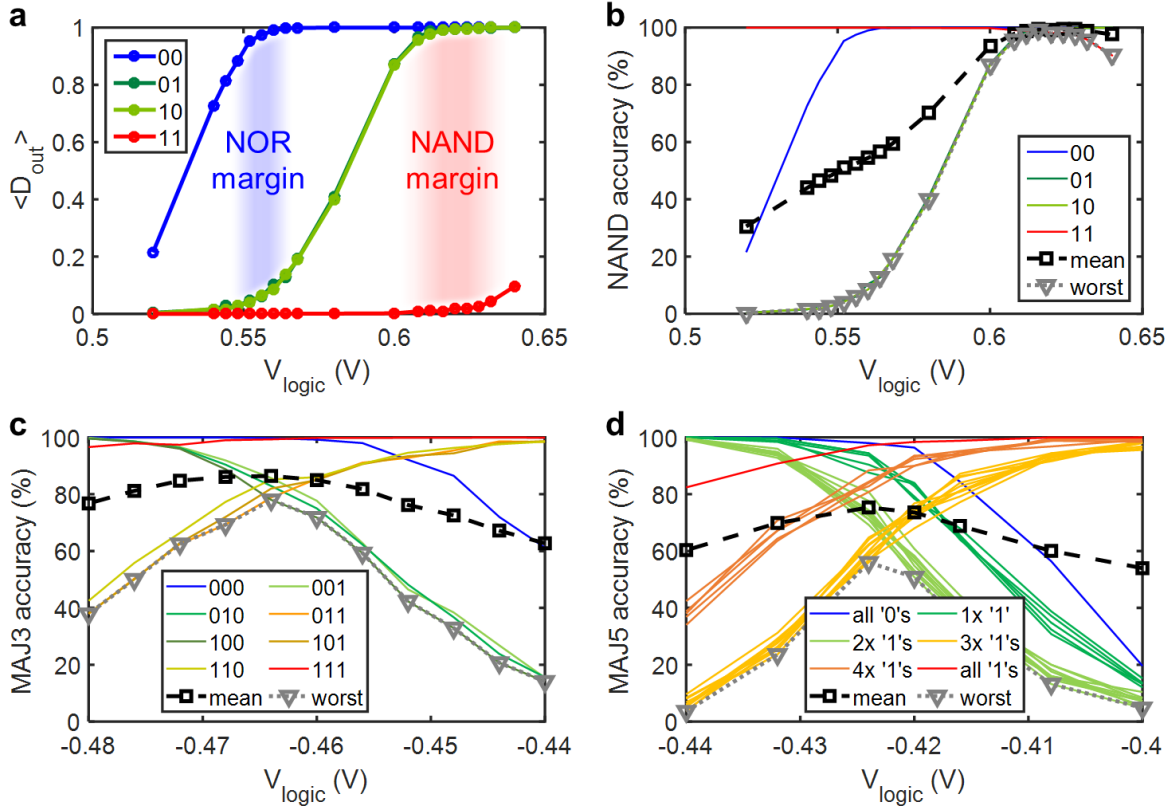 a
<D_out>
1
0.8
0.6
0.4
0.2
0
00
01
10
11
NOR
margin
NAND
margin
0.5
0.55
0.6
0.65
V_logic (V)
b
NAND accuracy (%)
100
80
60
40
20
0
00
01
10
11
mean
worst
0.5
0.55
0.6
0.65
V_logic (V)
c
MAJ3 accuracy (%)
100
80
60
40
20
0
000 001
010 011
100 101
110 111
mean worst
-0.48 -0.47 -0.46 -0.45 -0.44
V_logic (V)
d
MAJ5 accuracy (%)
100
80
60
40
20
0
all '0's 1x '1'
2x '1's 3x '1's
4x '1's all '1's
mean worst
-0.44 -0.43 -0.42 -0.41 -0.4
V_logic (V)